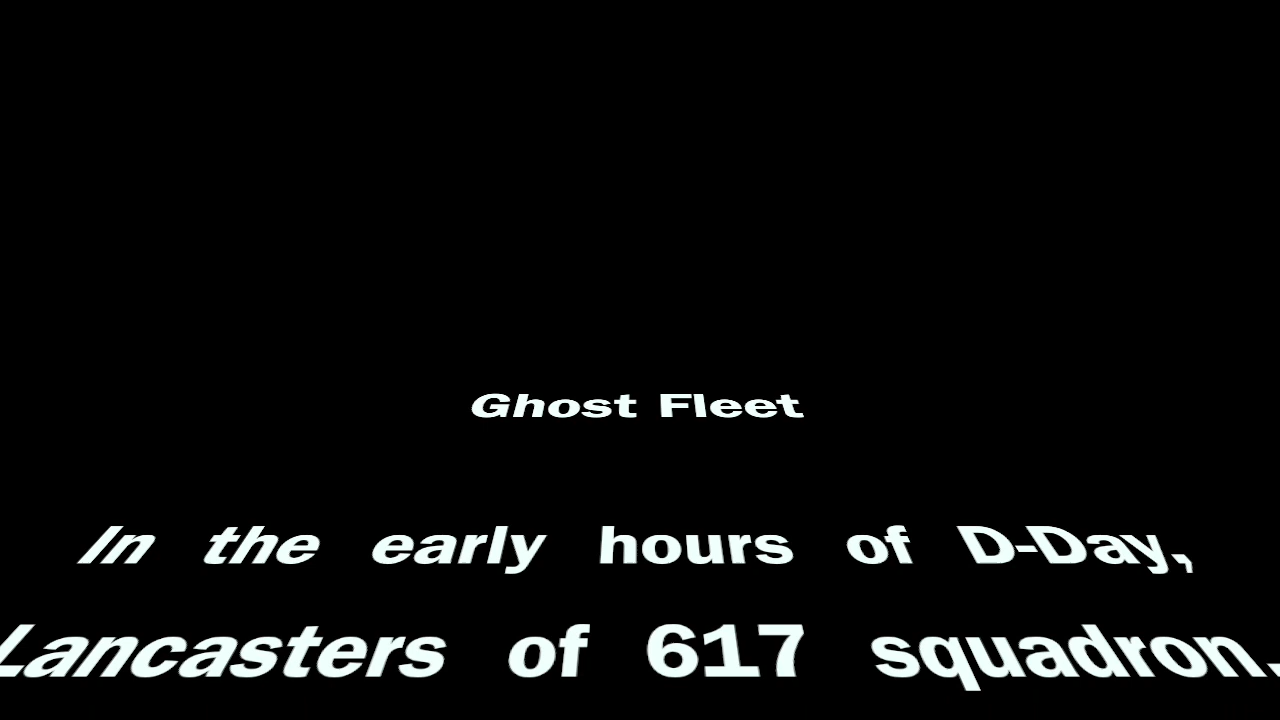 Ghost Fleet
In the early hours of D-Day,
Lancasters of 617 squadron.